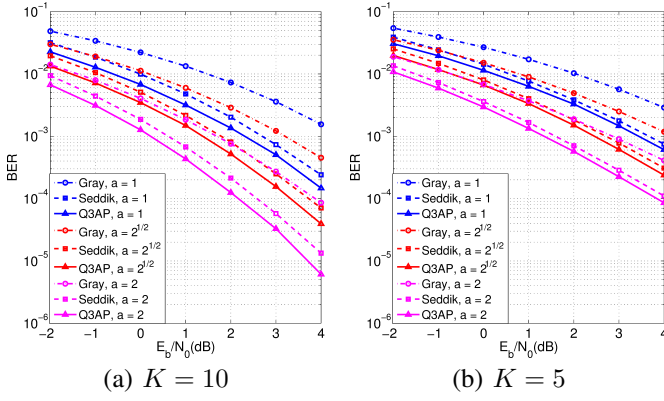 10^{-1}
10^{-2}
10^{-3}
10^{-4}
10^{-5}
10^{-6}
BER
Gray, a = 1
Seddik, a = 1
Q3AP, a = 1
Gray, a = 2^{1/2}
Seddik, a = 2^{1/2}
Q3AP, a = 2^{1/2}
Gray, a = 2
Seddik, a = 2
Q3AP, a = 2
−2 −1 0 1 2 3 4
E_b/N_0(dB)
(a) K = 10
10^{-1}
10^{-2}
10^{-3}
10^{-4}
10^{-5}
10^{-6}
BER
Gray, a = 1
Seddik, a = 1
Q3AP, a = 1
Gray, a = 2^{1/2}
Seddik, a = 2^{1/2}
Q3AP, a = 2^{1/2}
Gray, a = 2
Seddik, a = 2
Q3AP, a = 2
−2 −1 0 1 2 3 4
E_b/N_0(dB)
(b) K = 5